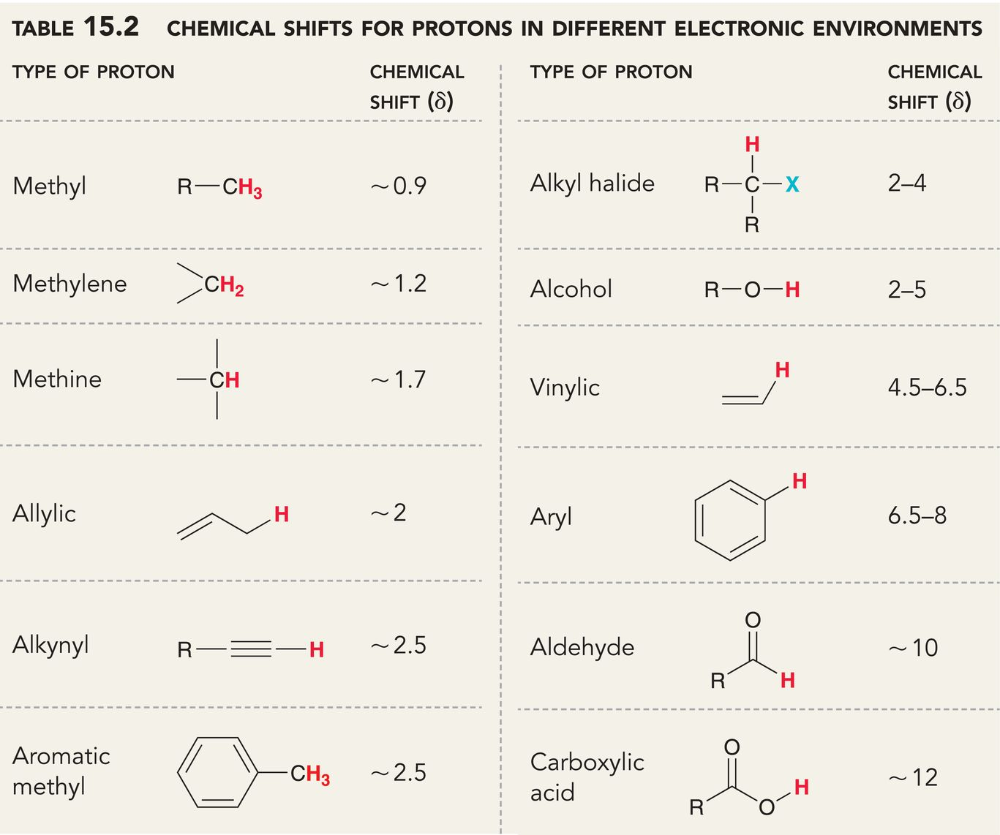 TABLE 15.2 CHEMICAL SHIFTS FOR PROTONS IN DIFFERENT ELECTRONIC ENVIRONMENTS
TYPE OF PROTON
CHEMICAL
SHIFT (δ)
Methyl R—CH3 ~0.9
Methylene CH2 ~1.2
Methine CH ~1.7
Allylic H ~2
Alkynyl R H ~2.5
Aromatic
methyl
CH3 ~2.5
TYPE OF PROTON
CHEMICAL
SHIFT (δ)
H
Alkyl halide R—C—X 2–4
R
Alcohol R—O—H 2–5
H
Vinylic 4.5–6.5
H
Aryl 6.5–8
O
Aldehyde ~10
R H
O
Carboxylic
acid
~12
H
R O